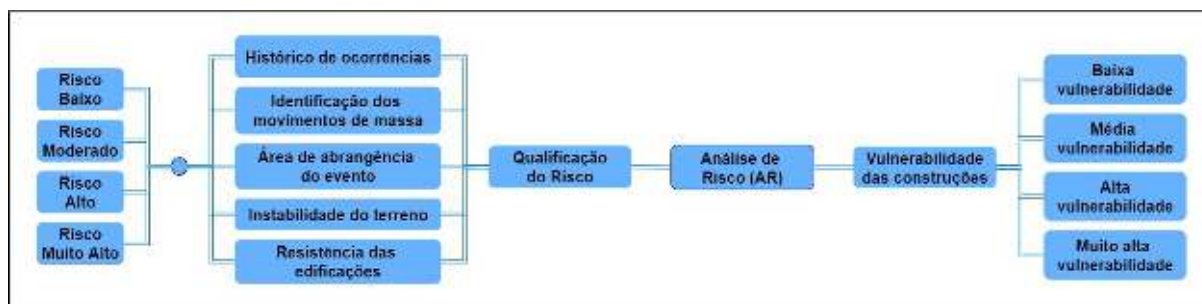 Risco
Baixo
Risco
Moderado
Risco
Alto
Risco
Muito Alto
Histórico de ocorrências
Identificação dos
movimentos de massa
Área de abrangência
do evento
Instabilidade do terreno
Resistência das
edificações
Qualificação
do Risco
Análise de
Risco (AR)
Vulnerabilidade
das construções
Baixa
vulnerabilidade
Média
vulnerabilidade
Alta
vulnerabilidade
Muito alta
vulnerabilidade